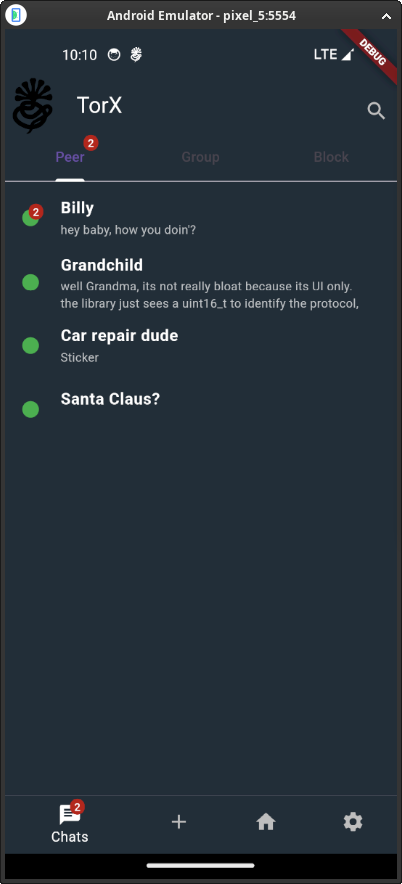 Android Emulator - pixel_5:5554
10:10
LTE
DEBUG
TorX
Peer
2
Group
Block
2
Billy
hey baby, how you doin'?
Grandchild
well Grandma, its not really bloat because its UI only.
the library just sees a uint16_t to identify the protocol,
Car repair dude
Sticker
Santa Claus?
2
Chats